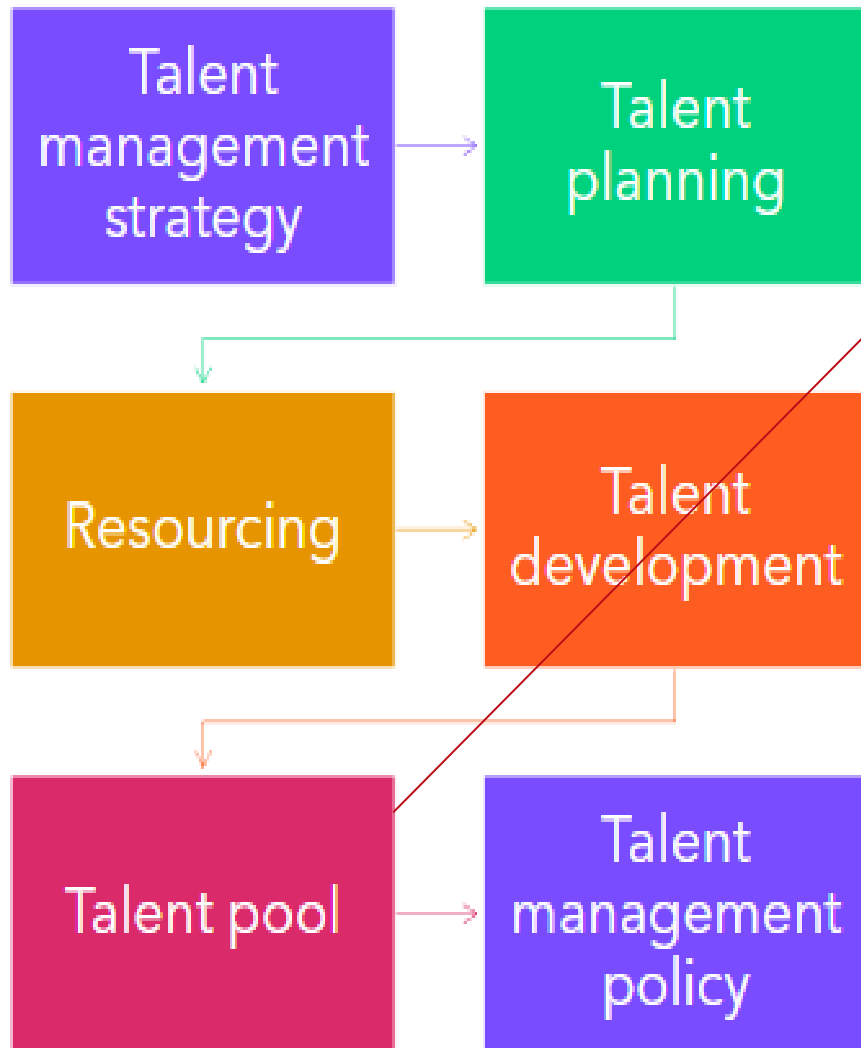 Talent
management
strategy
Talent
planning
Resourcing
Talent
development
Talent pool
Talent
management
policy